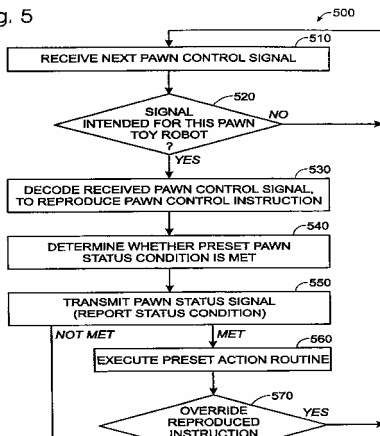 g. 5
500
510
RECEIVE NEXT PAWN CONTROL SIGNAL
520
SIGNAL
INTENDED FOR THIS PAWN
TOY ROBOT
?
NO
YES
530
DECODE RECEIVED PAWN CONTROL SIGNAL,
TO REPRODUCE PAWN CONTROL INSTRUCTION
540
DETERMINE WHETHER PRESET PAWN
STATUS CONDITION IS MET
550
TRANSMIT PAWN STATUS SIGNAL
(REPORT STATUS CONDITION)
NOT MET
MET
560
EXECUTE PRESET ACTION ROUTINE
570
OVERRIDE
REPRODUCED
INSTRUCTION
YES